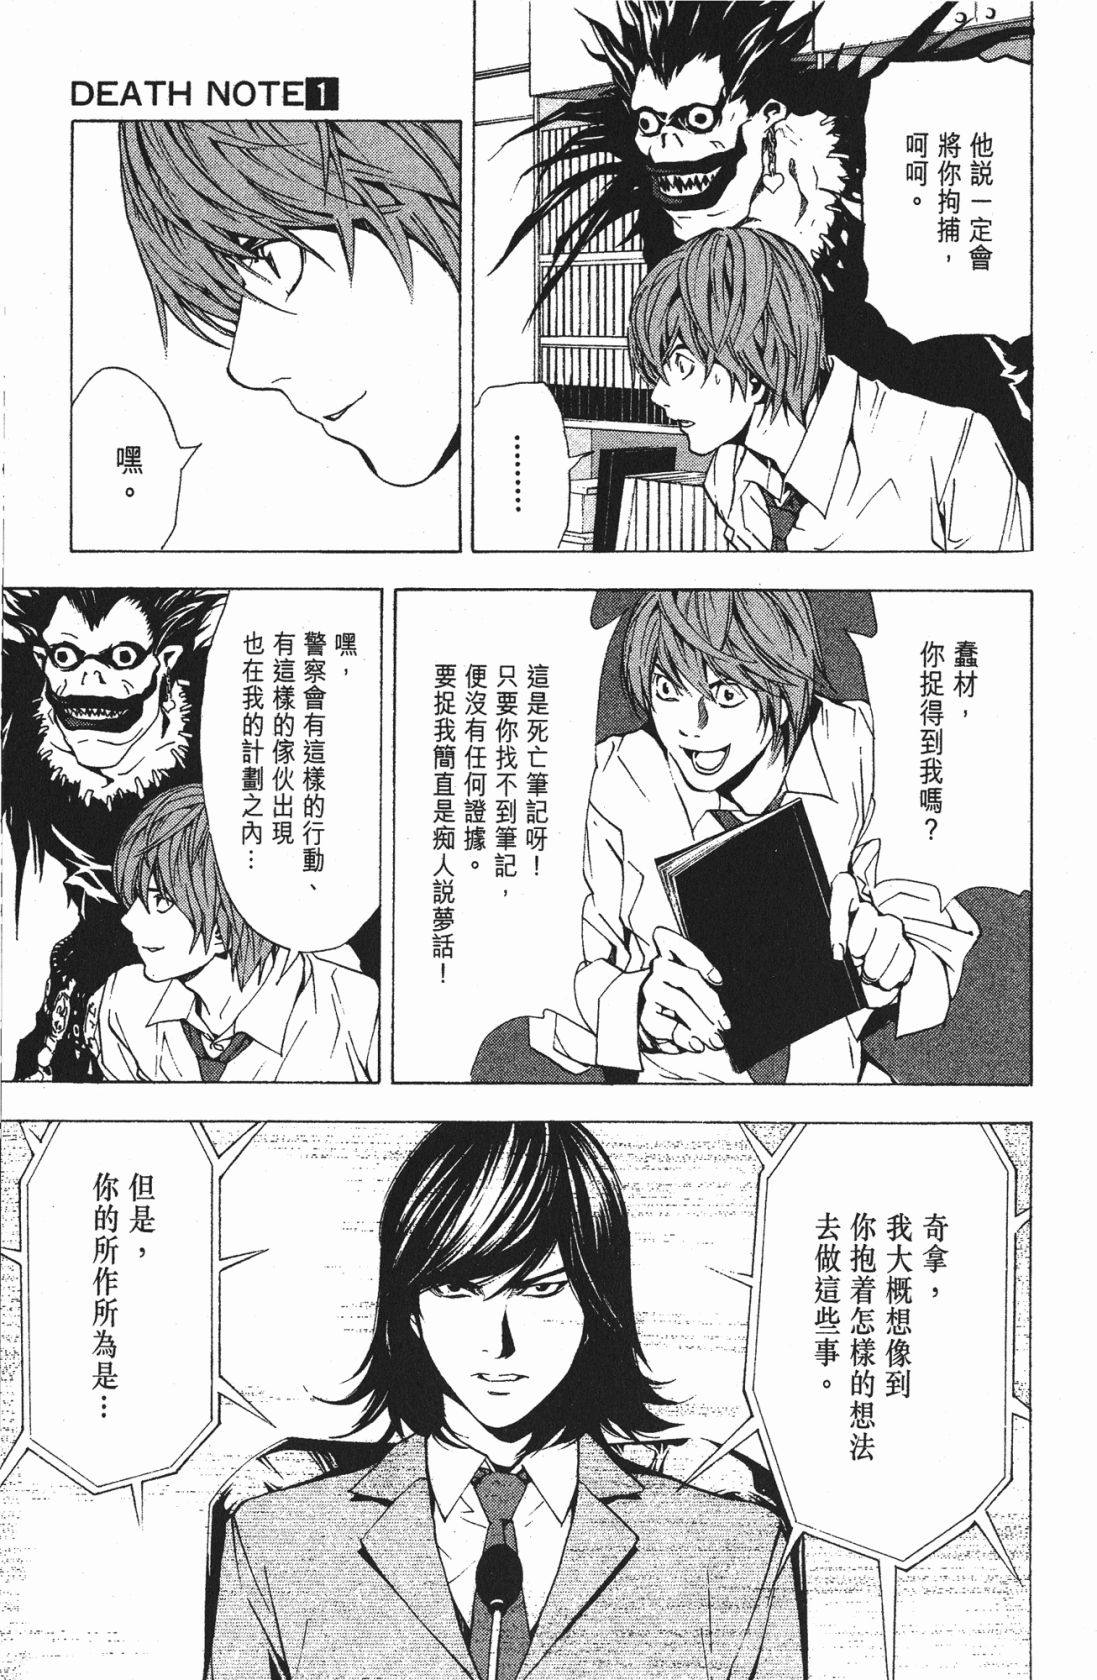 DEATH NOTE 1
他説一定會
將你拘捕，
呵呵。
………
嘿。
蠢材，
你捉得到我嗎？
這是死亡筆記呀！
只要你找不到筆記，
便沒有任何證據。
要捉我簡直是痴人說夢話！
嘿，
警察會有這樣的行動、
有這樣的傢伙出現
也在我的計劃之內…
奇拿，
我大概想像到
你抱着怎樣的想法
去做這些事。
但是，
你的所作所為是…